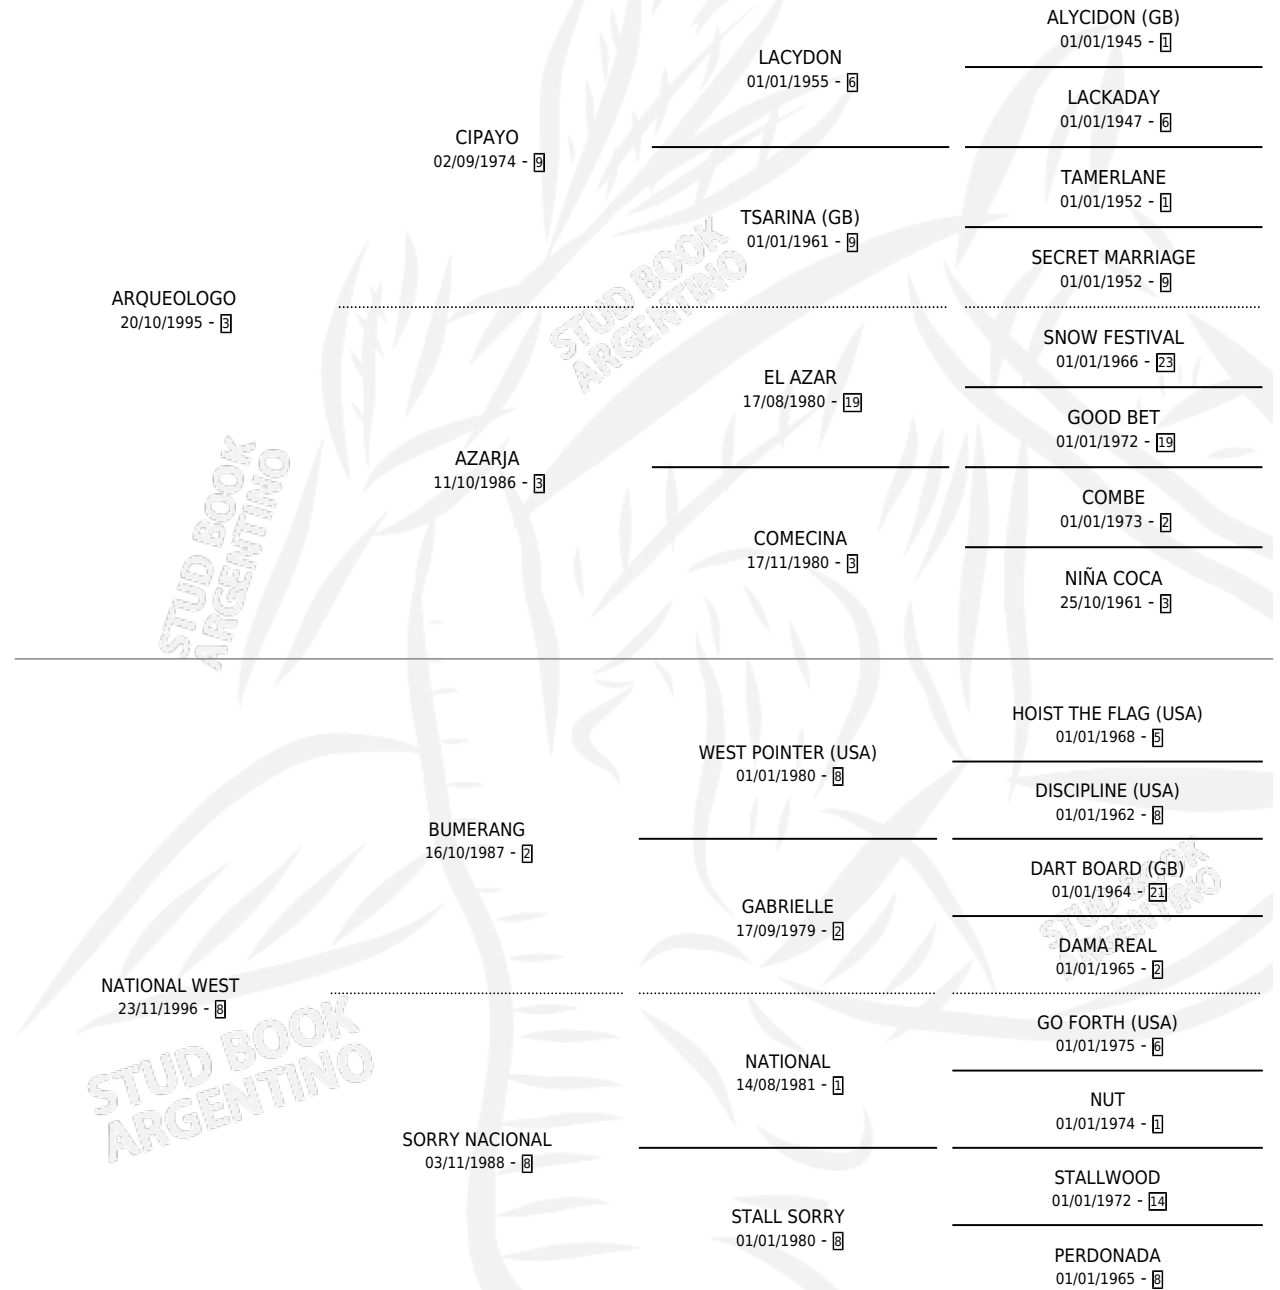 ALYCIDON (GB)
01/01/1945 - 1
LACYDON
01/01/1955 - 6
LACKADAY
01/01/1947 - 6
CIPAYO
02/09/1974 - 9
TAMERLANE
01/01/1952 - 1
TSARINA (GB)
01/01/1961 - 9
SECRET MARRIAGE
01/01/1952 - 9
ARQUEOLOGO
20/10/1995 - 3
SNOW FESTIVAL
01/01/1966 - 23
EL AZAR
17/08/1980 - 19
GOOD BET
01/01/1972 - 19
AZARJA
11/10/1986 - 3
COMBE
01/01/1973 - 2
COMECINA
17/11/1980 - 3
NIÑA COCA
25/10/1961 - 3
HOIST THE FLAG (USA)
01/01/1968 - 5
WEST POINTER (USA)
01/01/1980 - 8
DISCIPLINE (USA)
01/01/1962 - 8
BUMERANG
16/10/1987 - 2
DART BOARD (GB)
01/01/1964 - 21
GABRIELLE
17/09/1979 - 2
DAMA REAL
01/01/1965 - 2
NATIONAL WEST
23/11/1996 - 8
GO FORTH (USA)
01/01/1975 - 6
NATIONAL
14/08/1981 - 1
NUT
01/01/1974 - 1
SORRY NACIONAL
03/11/1988 - 8
STALLWOOD
01/01/1972 - 14
STALL SORRY
01/01/1980 - 8
PERDONADA
01/01/1965 - 8
STUD BOOK
ARGENTINO
STUD BOOK
ARGENTINO
STUD BOOK
ARGENTINO
STUD BOOK
ARGENTINO